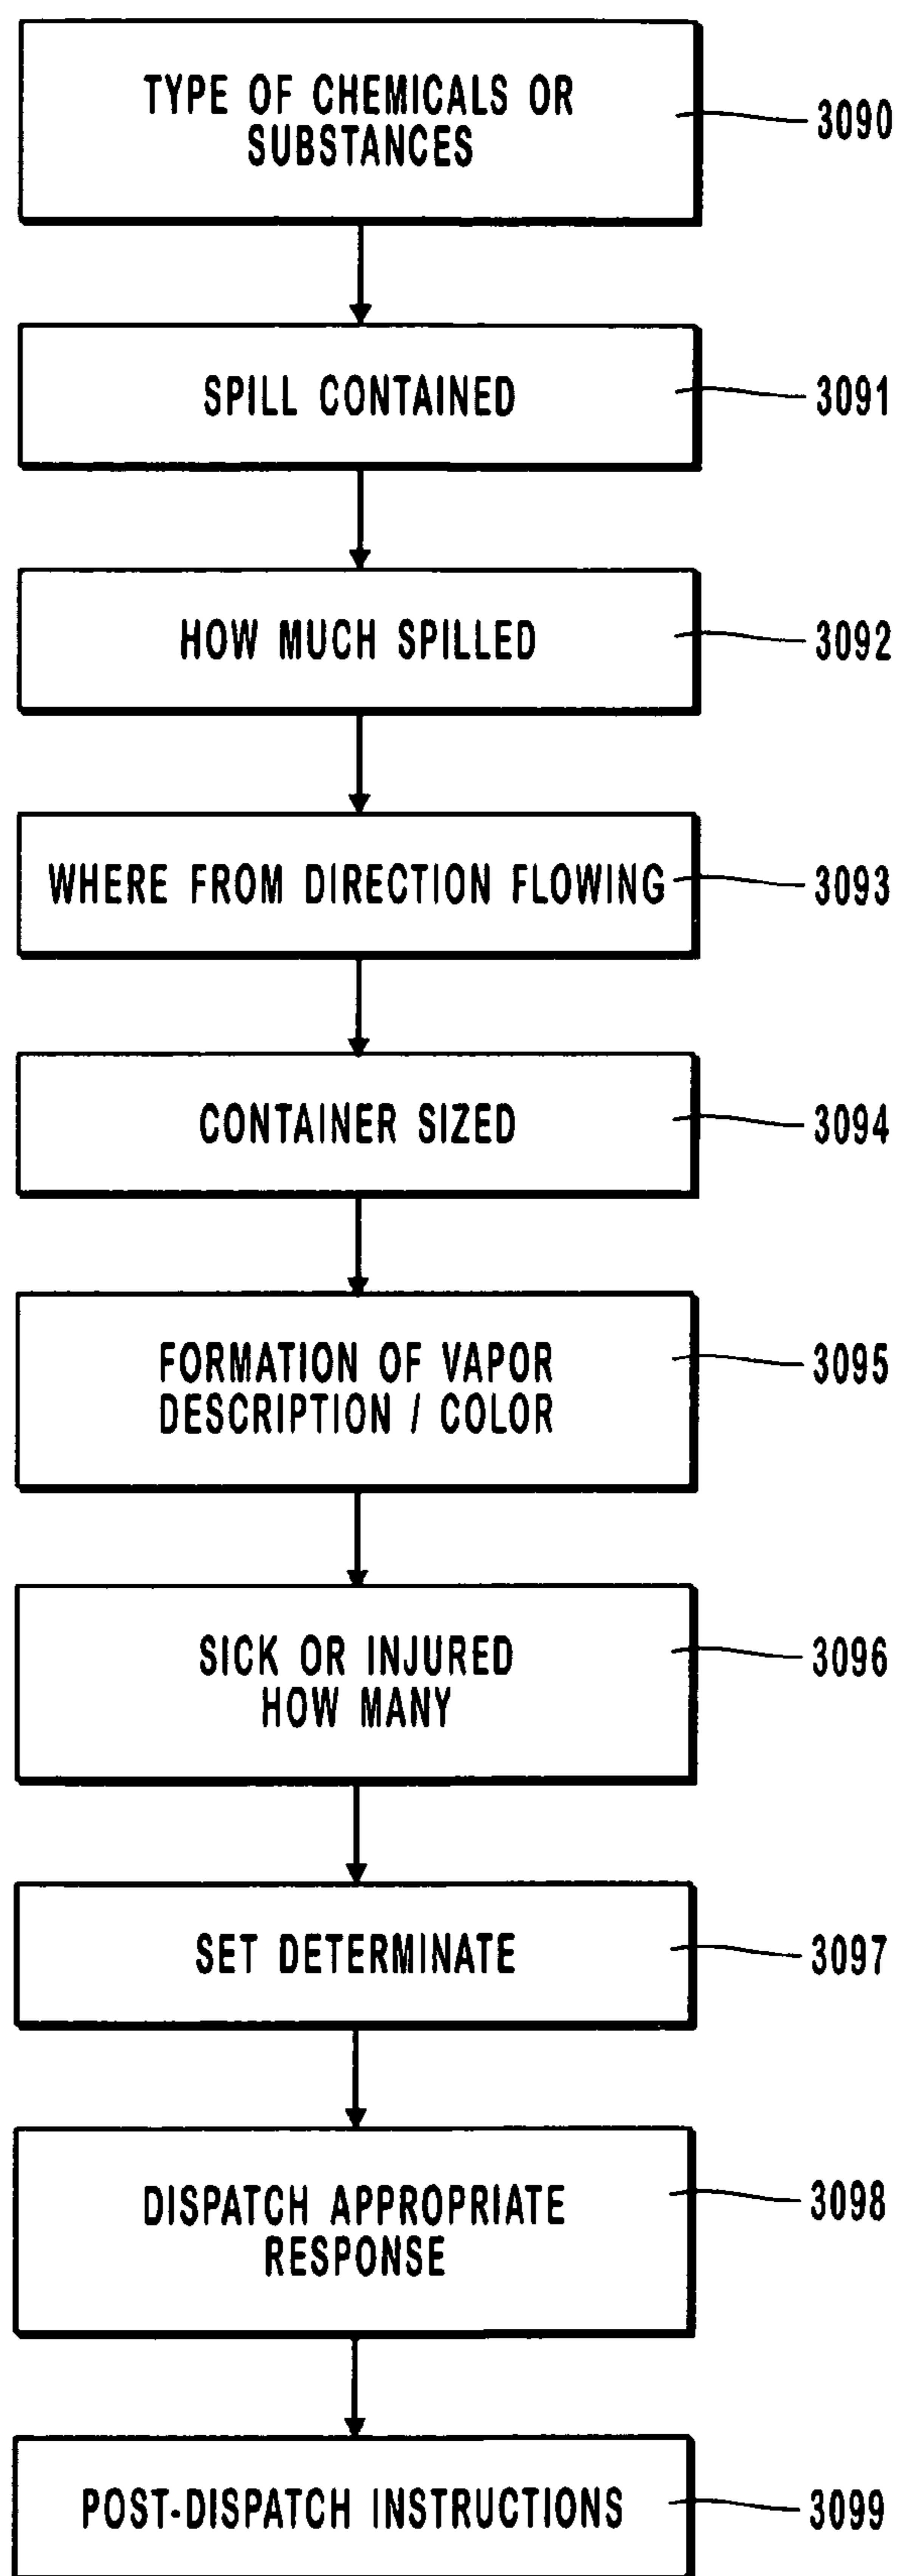 TYPE OF CHEMICALS OR
SUBSTANCES
3090
SPILL CONTAINED
3091
HOW MUCH SPILLED
3092
WHERE FROM DIRECTION FLOWING
3093
CONTAINER SIZED
3094
FORMATION OF VAPOR
DESCRIPTION / COLOR
3095
SICK OR INJURED
HOW MANY
3096
SET DETERMINATE
3097
DISPATCH APPROPRIATE
RESPONSE
3098
POST-DISPATCH INSTRUCTIONS
3099